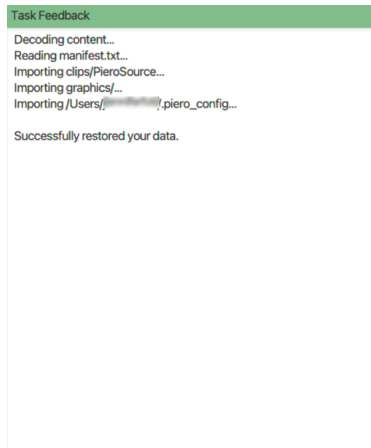 Task Feedback
Decoding content...
Reading manifest.txt...
Importing clips/PieroSource...
Importing graphics/...
Importing /Users/ /.piero_config...
Successfully restored your data.